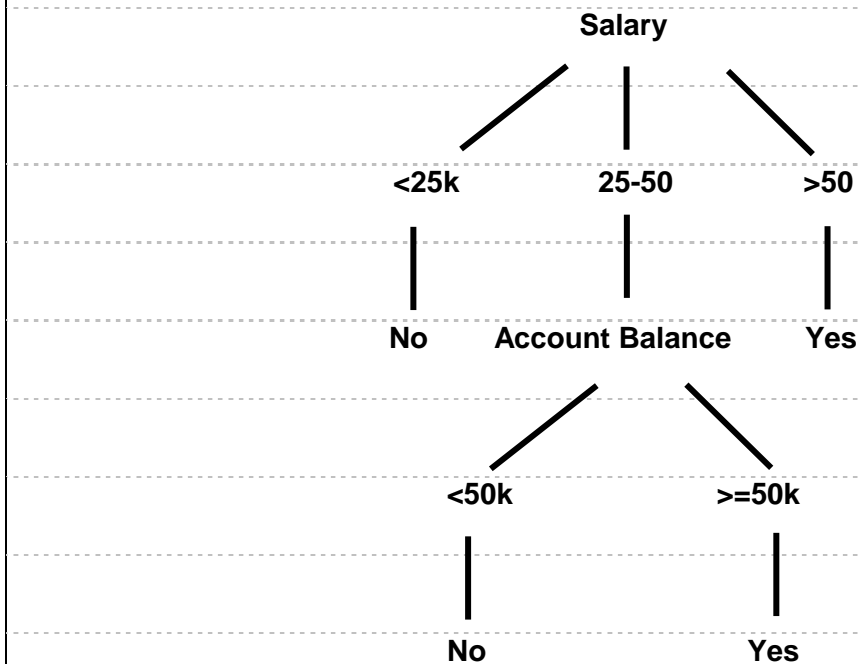 Salary
<25k 25-50 >50
No Account Balance Yes
<50k >=50k
No Yes